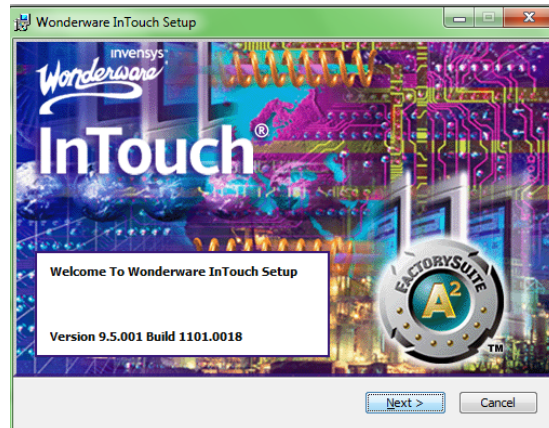 Wonderware InTouch Setup
invensys
Wonderware
InTouch®
Welcome To Wonderware InTouch Setup
FACTORYSUITE
A²
TM
Version 9.5.001 Build 1101.0018
Next >
Cancel